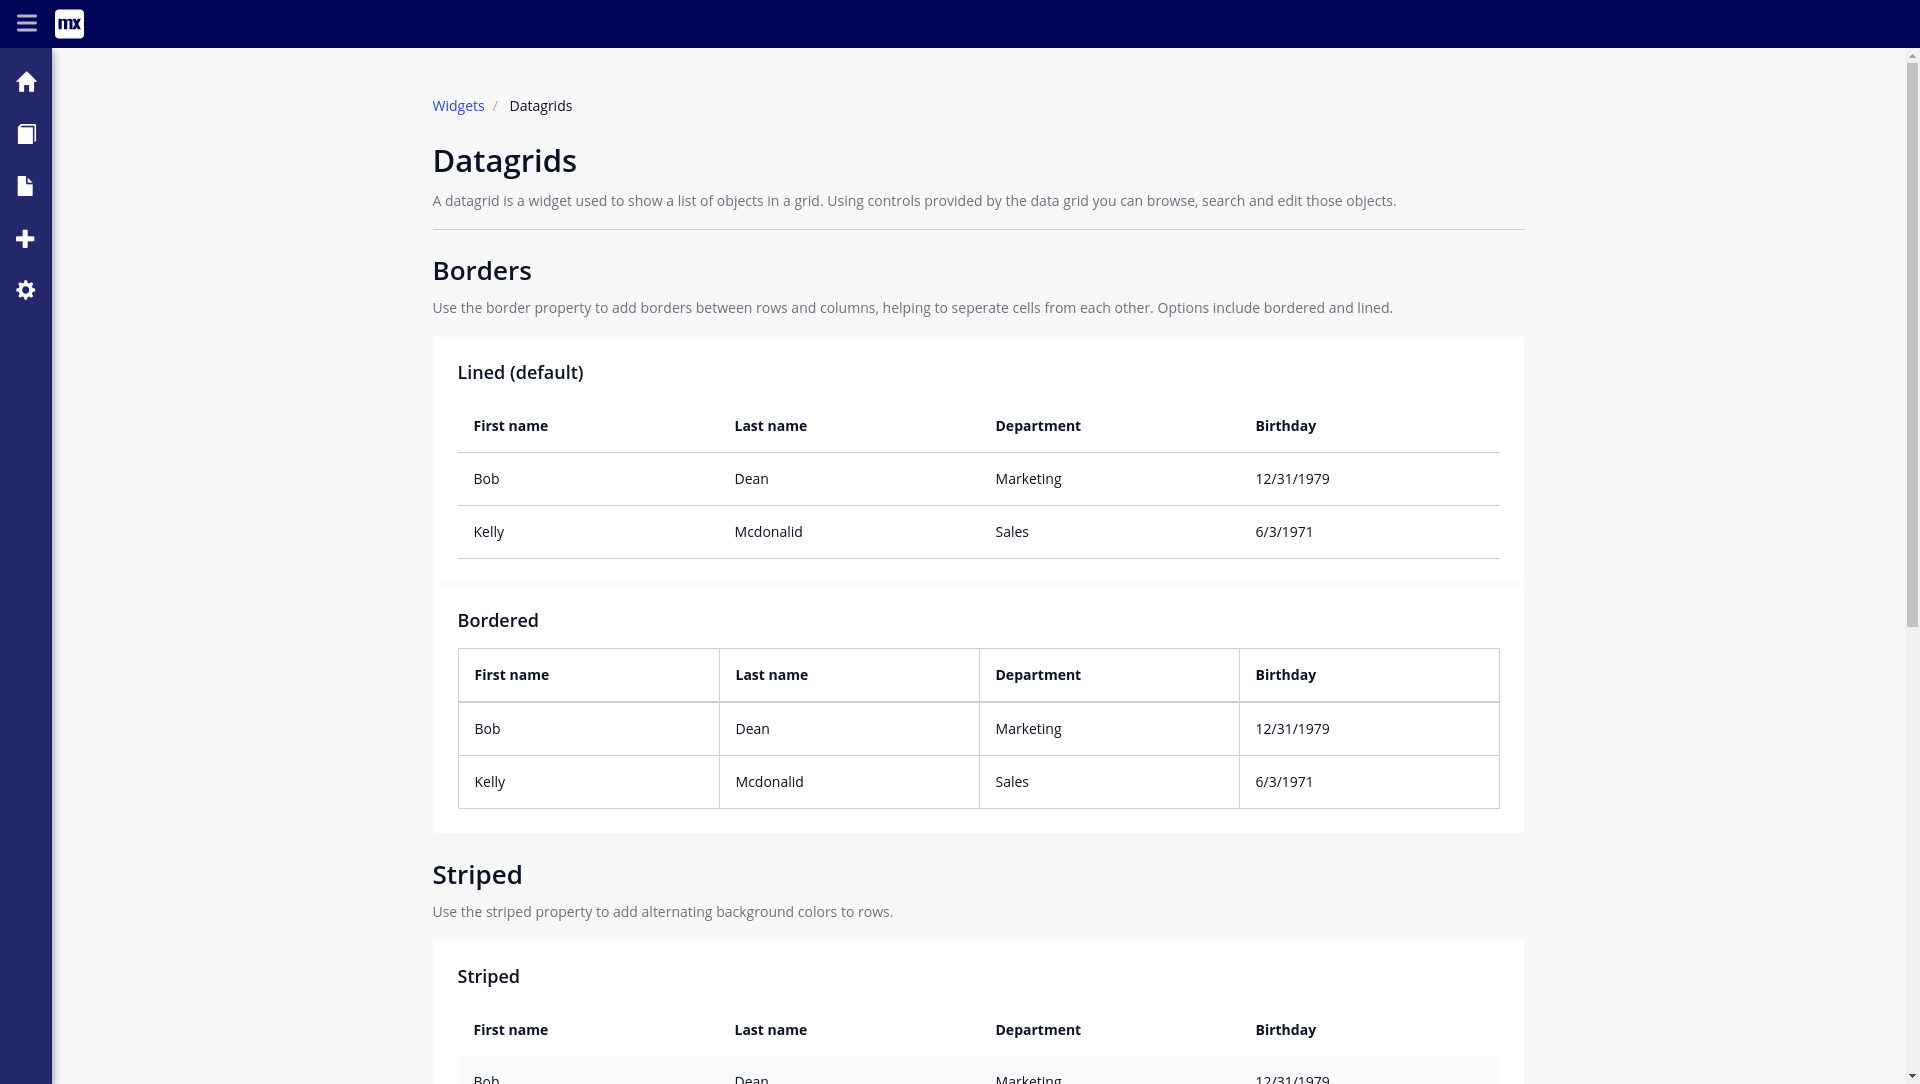 mx
Widgets / Datagrids
Datagrids
A datagrid is a widget used to show a list of objects in a grid. Using controls provided by the data grid you can browse, search and edit those objects.
Borders
Use the border property to add borders between rows and columns, helping to seperate cells from each other. Options include bordered and lined.
Lined (default)
First name Last name Department Birthday
Bob Dean Marketing 12/31/1979
Kelly Mcdonalid Sales 6/3/1971
Bordered
First name Last name Department Birthday
Bob Dean Marketing 12/31/1979
Kelly Mcdonalid Sales 6/3/1971
Striped
Use the striped property to add alternating background colors to rows.
Striped
First name Last name Department Birthday
Bob Dean Marketing 12/31/1979